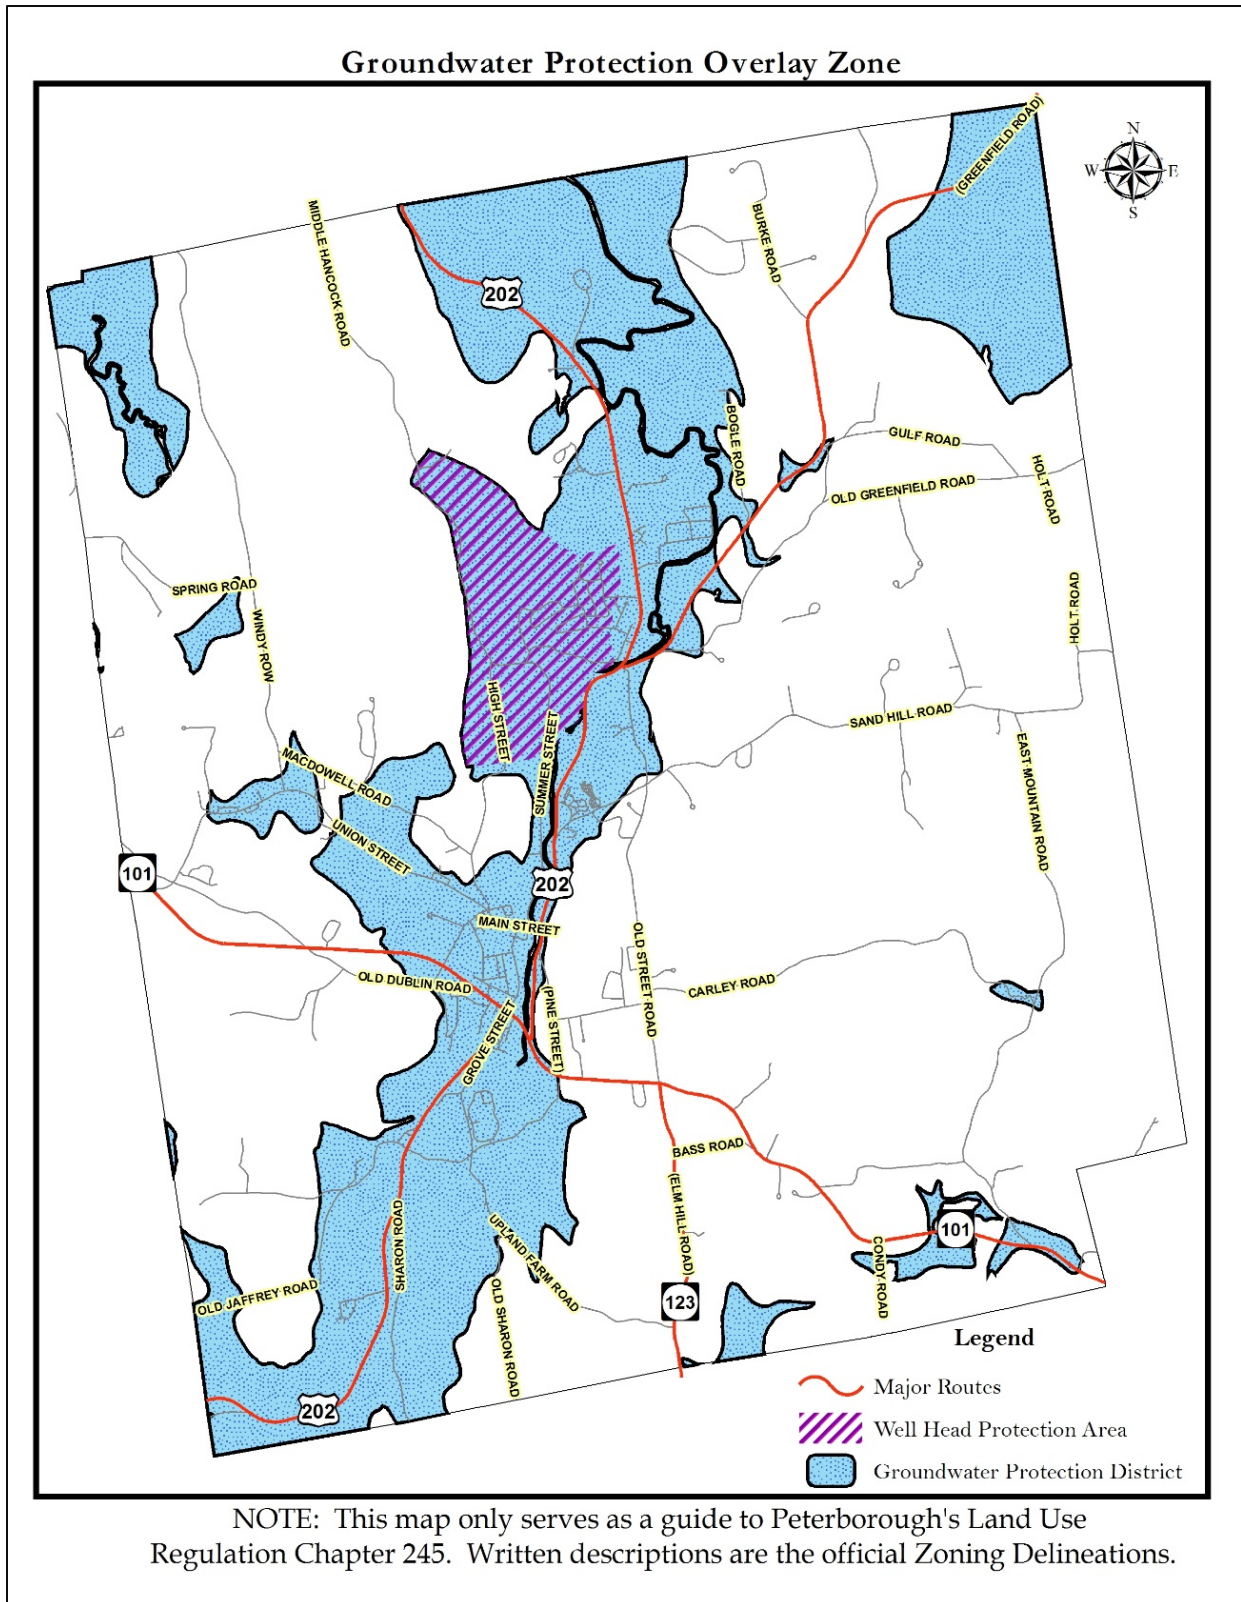 Groundwater Protection Overlay Zone
(GREENFIELD ROAD)
N
W
E
S
MIDDLE HANCOCK ROAD
BURKE ROAD
202
BOGLE ROAD
GULF ROAD
HOLT ROAD
OLD GREENFIELD ROAD
SPRING ROAD
WINDY ROW
HOLT ROAD
HIGH STREET
SUMMER STREET
SAND HILL ROAD
EAST MOUNTAIN ROAD
MACDOWELL ROAD
UNION STREET
101
202
MAIN STREET
OLD STREET ROAD
OLD DUBLIN ROAD
CARLEY ROAD
(PINE STREET)
GROVE STREET
BASS ROAD
(ELM HILL ROAD)
SHARON ROAD
UPLAND FARM ROAD
101
CONDY ROAD
OLD JAFFREY ROAD
OLD SHARON ROAD
123
202
Legend
Major Routes
Well Head Protection Area
Groundwater Protection District
NOTE: This map only serves as a guide to Peterborough's Land Use
Regulation Chapter 245. Written descriptions are the official Zoning Delineations.